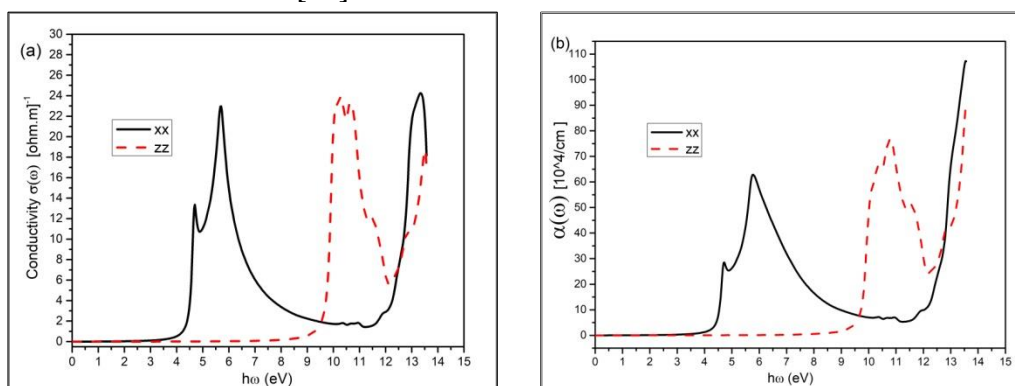 (a)
Conductivity σ(ω) [ohm.m]⁻¹
30
28
26
24
22
20
18
16
14
12
10
8
6
4
2
0
xx
zz
0 1 2 3 4 5 6 7 8 9 10 11 12 13 14 15
hω (eV)
(b)
α(ω) [10^4/cm]
110
100
90
80
70
60
50
40
30
20
10
0
xx
zz
0 1 2 3 4 5 6 7 8 9 10 11 12 13 14 15
hω (eV)